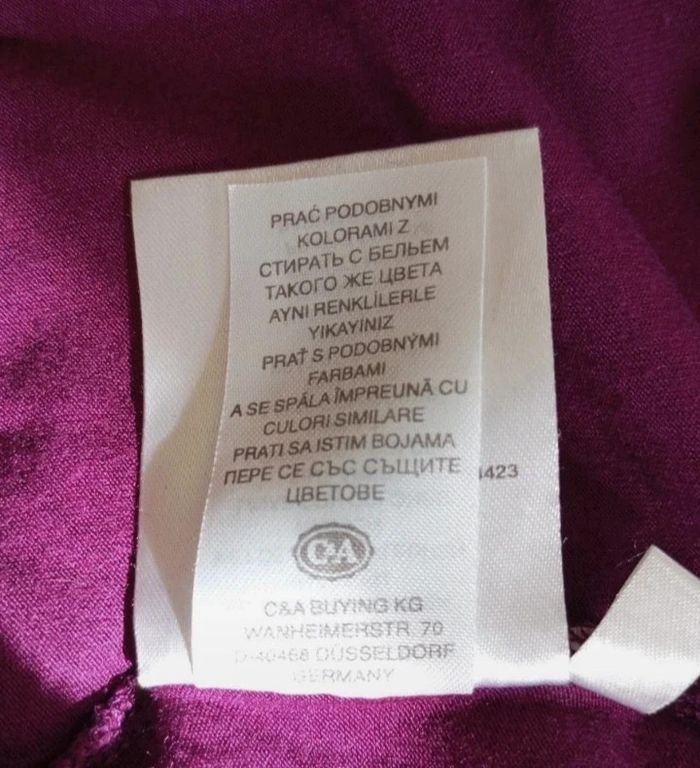 PRAĆ PODOBNYMI
KOLORAMI Z
СТИРАТЬ С БЕЛЬЕМ
ТАКОГО ЖЕ ЦВЕТА
AYNI RENKLİLERLE
YIKAYINIZ
PRAŤ S PODOBNÝMI
FARBAMI
A SE SPĂLA ÎMPREUNĂ CU
CULORI SIMILARE
PRATI SA ISTIM BOJAMA
ПЕРЕ СЕ СЪС СЪЩИТЕ
ЦВЕТОВЕ
4423
C&A
C&A BUYING KG
WANHEIMERSTR. 70
D-40468 DÜSSELDORF
GERMANY